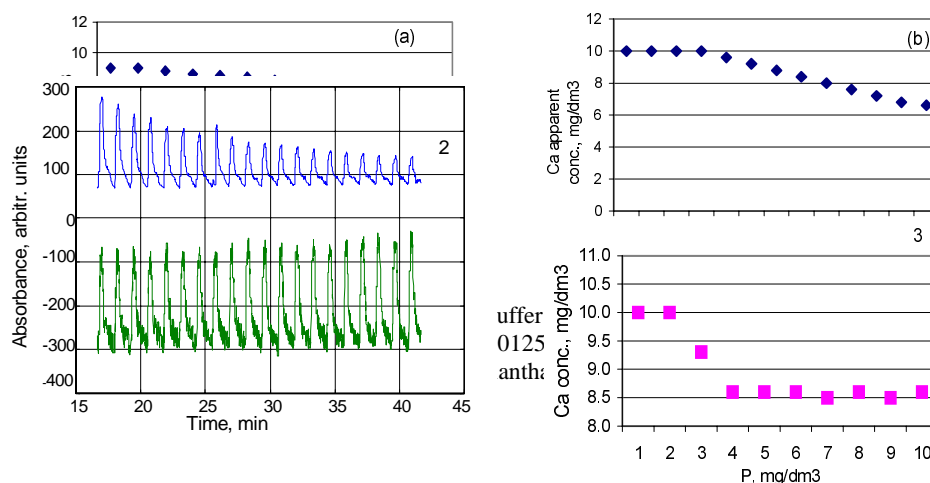 12
10
(a)
300
200
100
0
-100
-200
-300
-400
15 20 25 30 35 40 45
Absorbance, arbitr. units
Time, min
2
uffer
0125
antha
12
10
8
6
4
2
0
(b)
Ca apparent
conc., mg/dm3
3
11.0
10.5
10.0
9.5
9.0
8.5
8.0
Ca conc., mg/dm3
1 2 3 4 5 6 7 8 9 10
P, mg/dm3